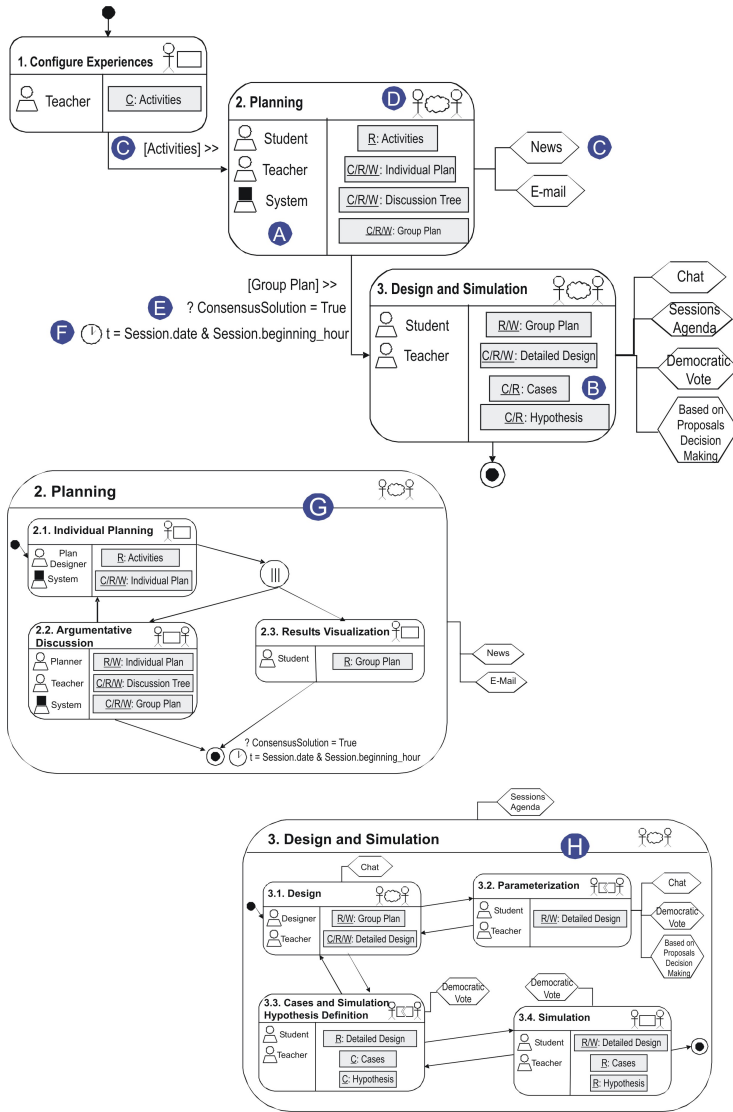 1. Configure Experiences
Teacher
C: Activities
C
[Activities] >>
2. Planning
D
Student
Teacher
System
A
R: Activities
C/R/W: Individual Plan
C/R/W: Discussion Tree
C/R/W: Group Plan
News
C
E-mail
[Group Plan] >>
E
? ConsensusSolution = True
F
t = Session.date & Session.beginning_hour
3. Design and Simulation
Student
Teacher
R/W: Group Plan
C/R/W: Detailed Design
C/R: Cases
B
C/R: Hypothesis
Chat
Sessions
Agenda
Democratic
Vote
Based on
Proposals
Decision
Making
2. Planning
G
2.1. Individual Planning
Plan
Designer
System
R: Activities
C/R/W: Individual Plan
|||
2.2. Argumentative
Discussion
Planner
Teacher
System
R/W: Individual Plan
C/R/W: Discussion Tree
C/R/W: Group Plan
2.3. Results Visualization
Student
R: Group Plan
News
E-Mail
? ConsensusSolution = True
t = Session.date & Session.beginning_hour
Sessions
Agenda
3. Design and Simulation
H
Chat
3.1. Design
Designer
Teacher
R/W: Group Plan
C/R/W: Detailed Design
3.2. Parameterization
Student
Teacher
R/W: Detailed Design
Chat
Democratic
Vote
Based on
Proposals
Decision
Making
3.3. Cases and Simulation
Hypothesis Definition
Student
Teacher
R: Detailed Design
C: Cases
C: Hypothesis
Democratic
Vote
Democratic
Vote
3.4. Simulation
Student
Teacher
R/W: Detailed Design
R: Cases
R: Hypothesis